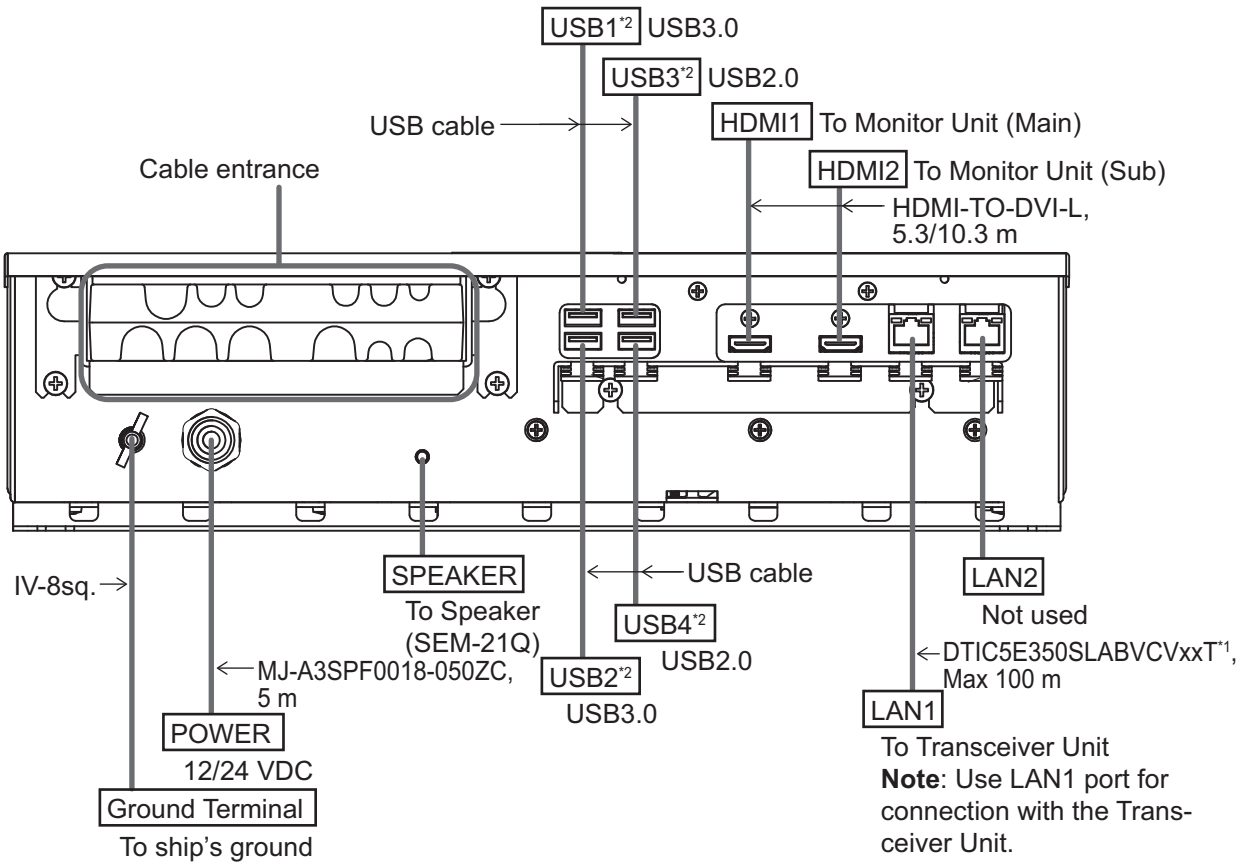 USB1*2 USB3.0
USB3*2 USB2.0
USB cable
HDMI1 To Monitor Unit (Main)
Cable entrance
HDMI2 To Monitor Unit (Sub)
HDMI-TO-DVI-L,
5.3/10.3 m
IV-8sq.
SPEAKER
To Speaker
(SEM-21Q)
USB cable
LAN2
Not used
USB4*2
USB2.0
MJ-A3SPF0018-050ZC,
5 m
USB2*2
USB3.0
DTIC5E350SLABVCVxxT*1,
Max 100 m
POWER
12/24 VDC
LAN1
To Transceiver Unit
Note: Use LAN1 port for
connection with the Trans-
ceiver Unit.
Ground Terminal
To ship's ground